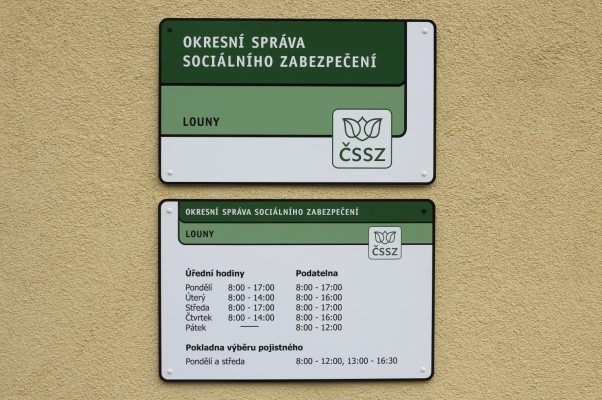 OKRESNÍ SPRÁVA
SOCIÁLNÍHO ZABEZPEČENÍ
LOUNY
ČSSZ
OKRESNÍ SPRÁVA SOCIÁLNÍHO ZABEZPEČENÍ
LOUNY
ČSSZ
Úřední hodiny Podatelna
Pondělí 8:00 - 17:00 8:00 - 17:00
Úterý 8:00 - 14:00 8:00 - 16:00
Středa 8:00 - 17:00 8:00 - 17:00
Čtvrtek 8:00 - 14:00 8:00 - 16:00
Pátek —— 8:00 - 12:00
Pokladna výběru pojistného
Pondělí a středa 8:00 - 12:00, 13:00 - 16:30